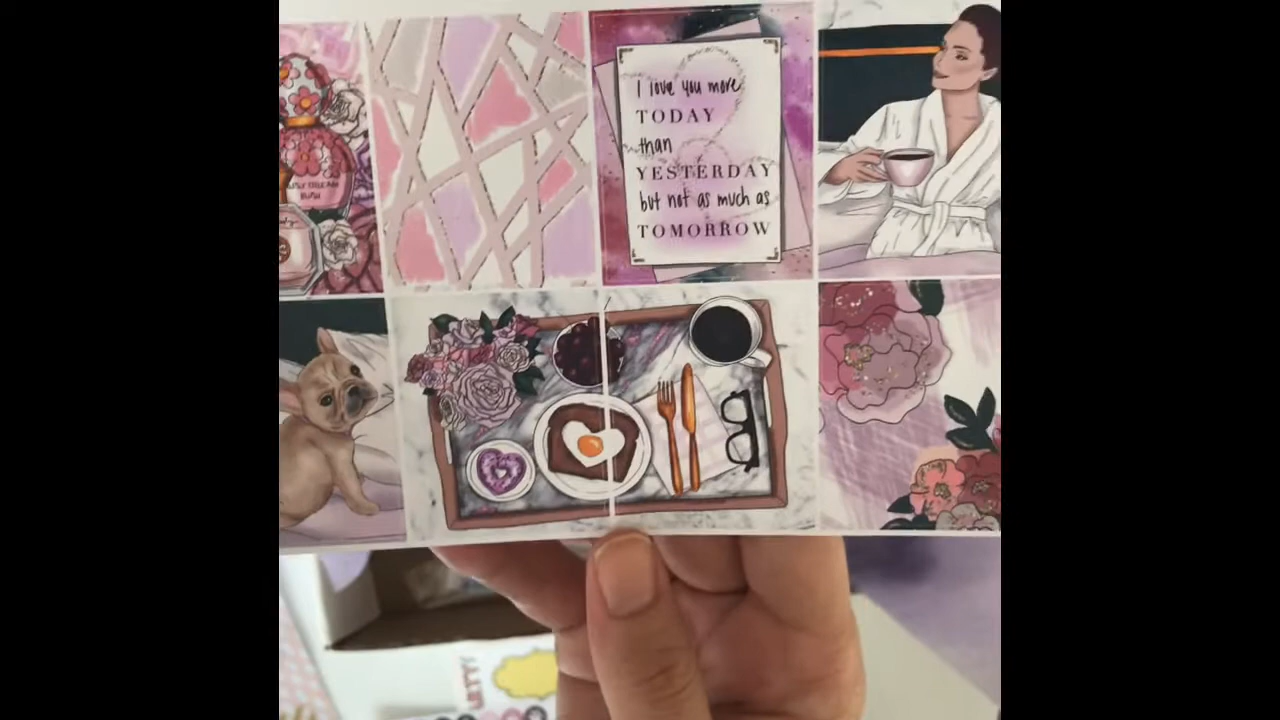 I love you more
TODAY
than
YESTERDAY
but not as much as
TOMORROW